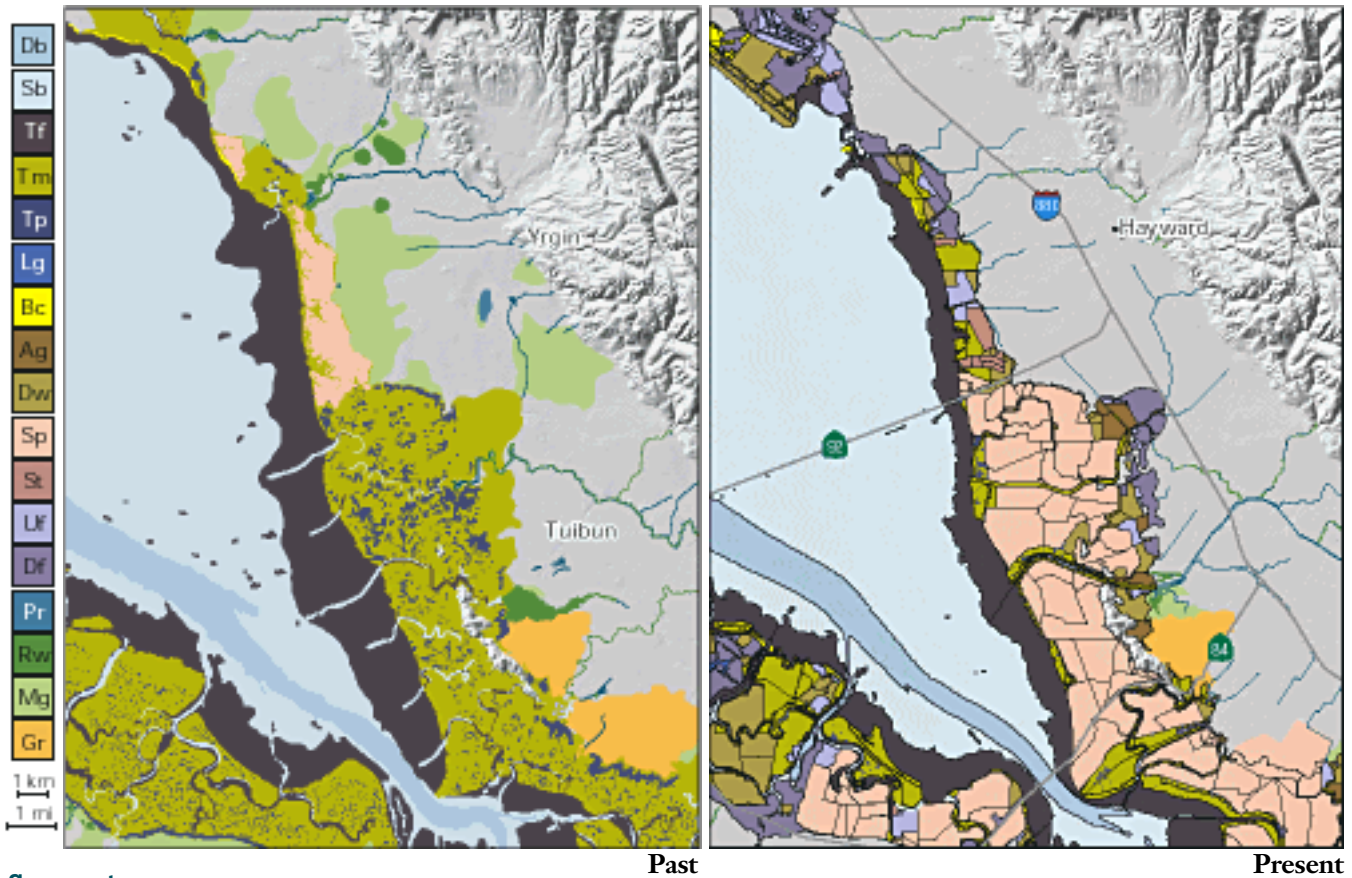 Db
Sb
Tf
Tm
Tp
Lg
Bc
Ag
Dw
Sp
St
Uf
Df
Pr
Rw
Mg
Gr
1 km
1 mi
Yrgin
Tuibun
Past
880
Hayward
92
84
Present